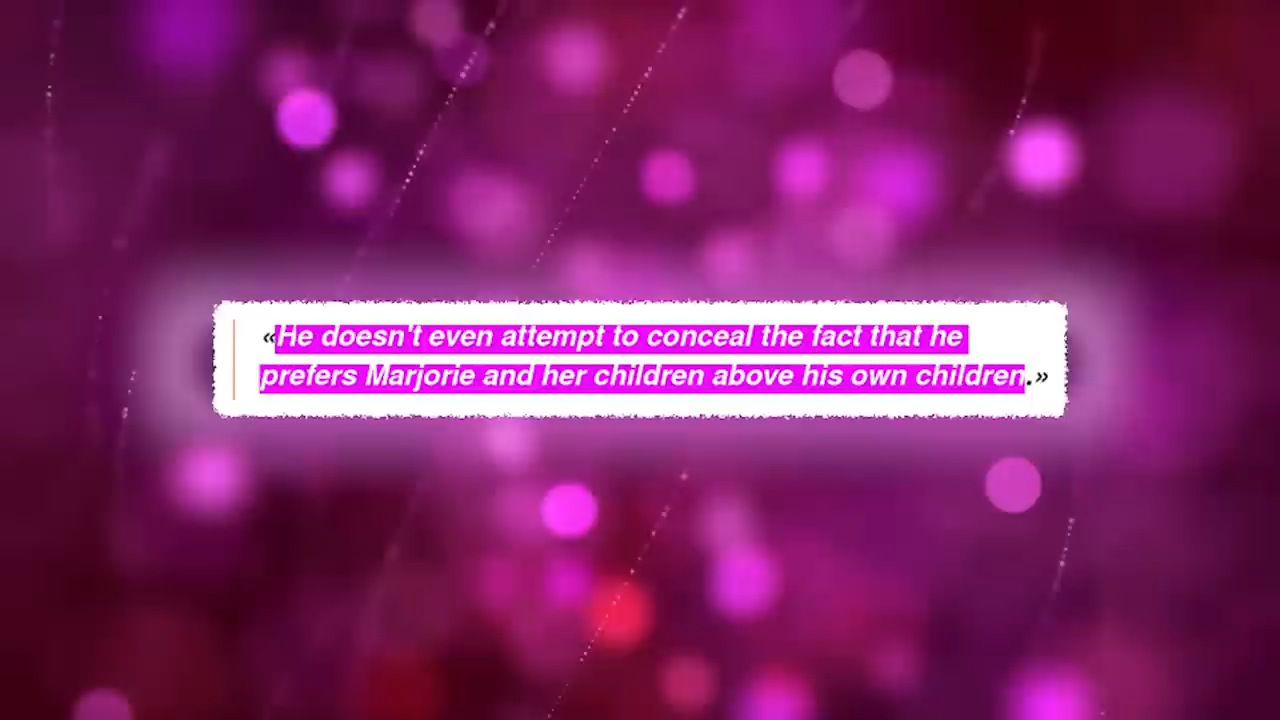 «He doesn't even attempt to conceal the fact that he
prefers Marjorie and her children above his own children.»